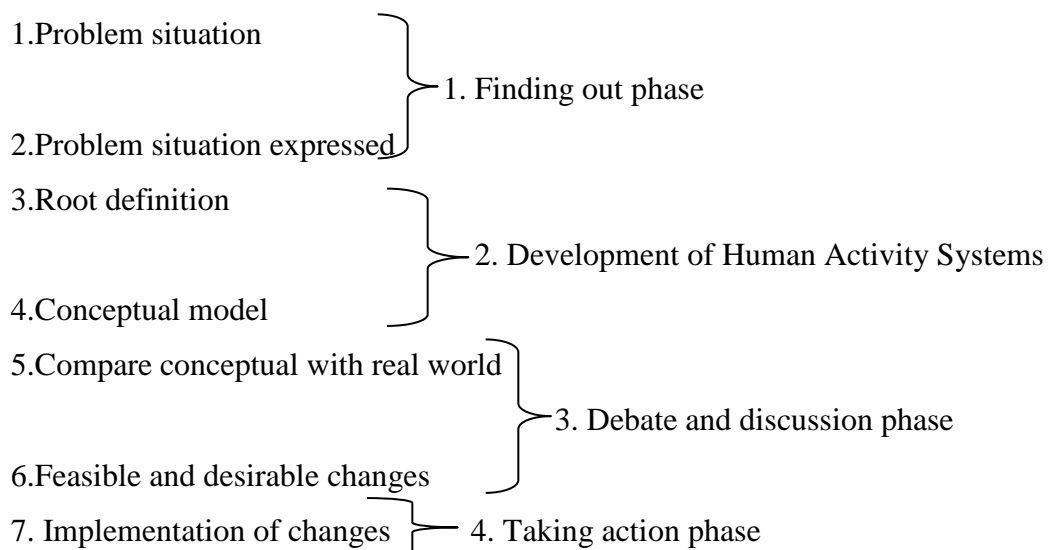 1.Problem situation
1. Finding out phase
2.Problem situation expressed
3.Root definition
2. Development of Human Activity Systems
4.Conceptual model
5.Compare conceptual with real world
3. Debate and discussion phase
6.Feasible and desirable changes
7. Implementation of changes 4. Taking action phase